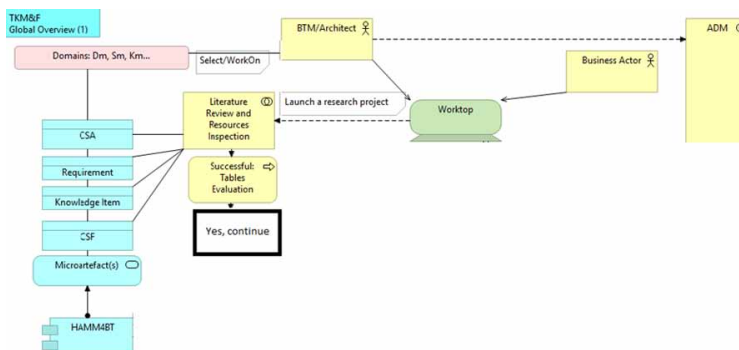 TKM&F
Global Overview (1)
BTM/Architect
ADM
Domains: Dm, Sm, Km...
Select/WorkOn
Business Actor
Literature
Review and
Resources
Inspection
Launch a research project
Worktop
CSA
Requirement
Successful:
Tables
Evaluation
Knowledge Item
CSF
Yes, continue
Microartefact(s)
HAMM4BT